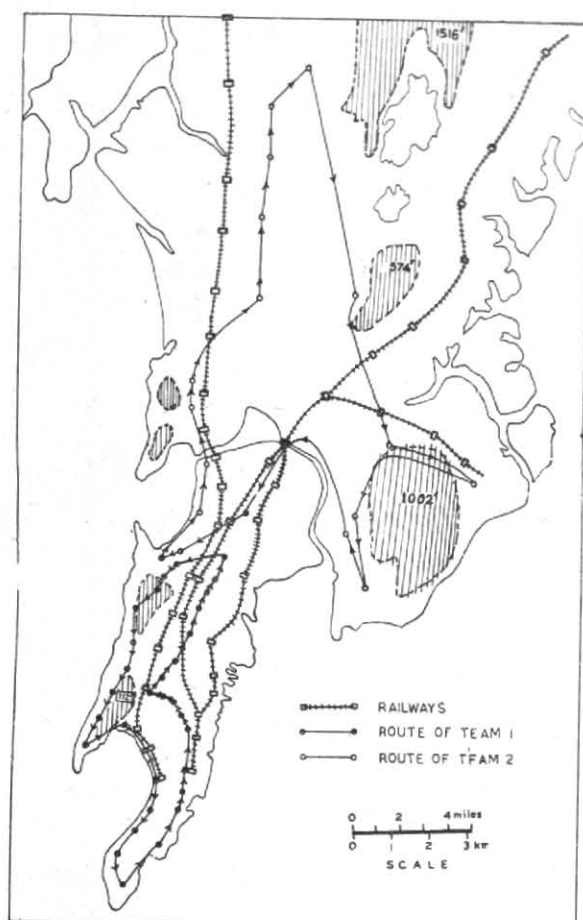 1516'
574'
1002'
RAILWAYS
ROUTE OF TEAM 1
ROUTE OF TEAM 2
0 2 4 miles
0 1 2 3 km
SCALE